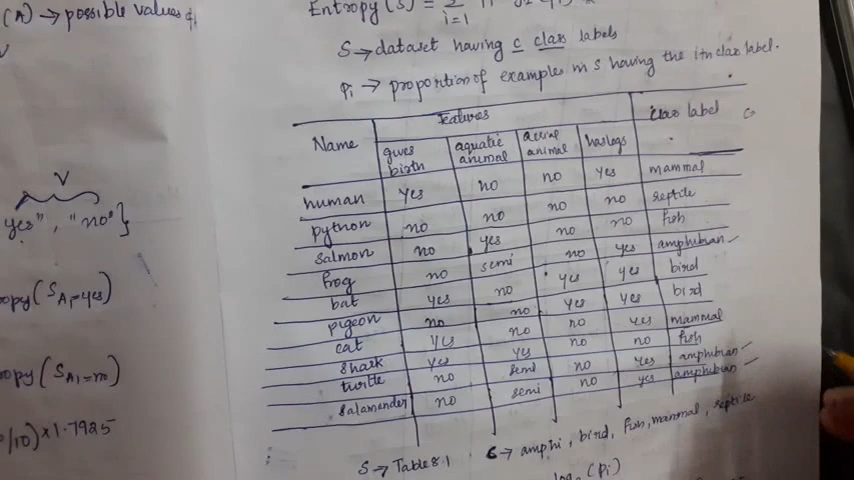 (A) → possible values of
V
yes", "no"}
opy(S A₁=yes)
opy(S A₁=no)
/10)×1.7925
Entropy(S) =
i=1
S → dataset having c class labels
Pi → proportion of examples in S having the ith class label.
Features
Name gives birth aquatic animal aerial animal has legs class label
human yes no no yes mammal
python no no no no reptile
salmon no yes no no fish
frog no semi no yes amphibian
bat yes no yes yes bird
pigeon no no yes yes bird
cat yes no no yes mammal
shark yes yes no no fish
turtle no semi no yes amphibian
salamander no semi no yes amphibian
S → Table 8.1
c → amphi, bird, fish, mammal, reptile
log₂ (Pi)